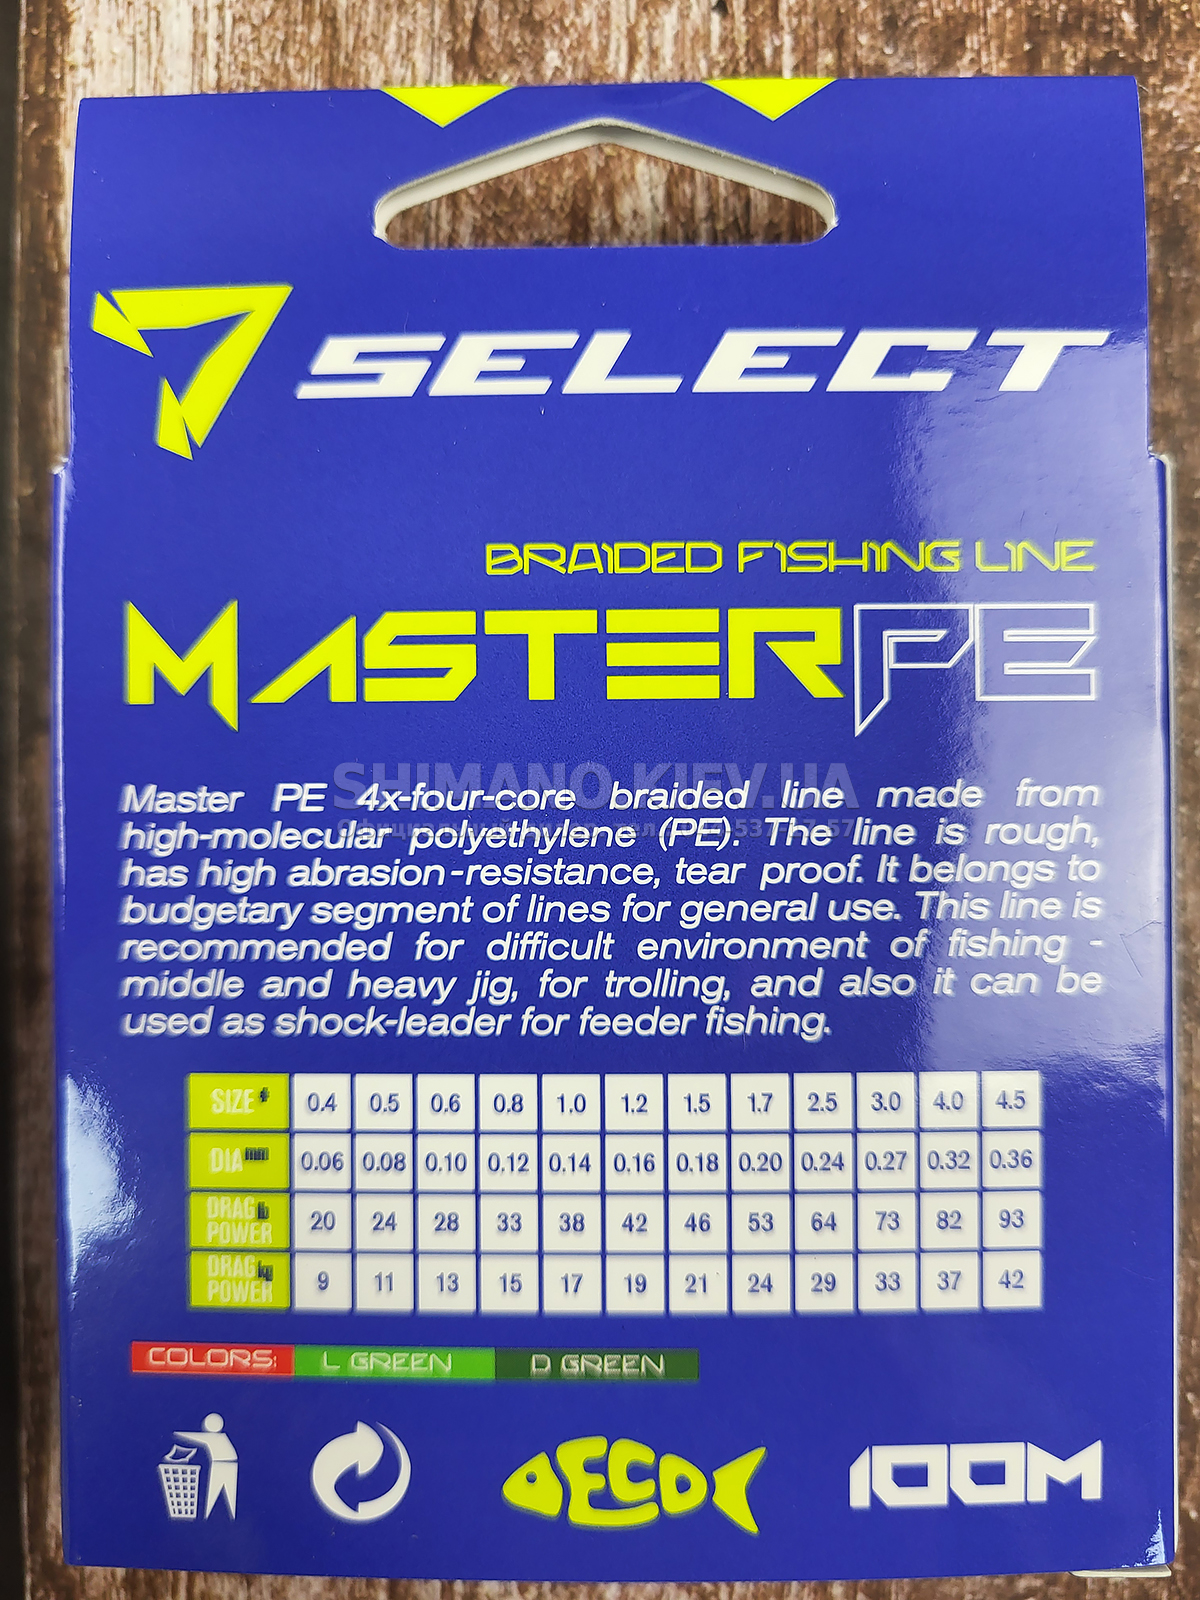 SELECT
BRAIDED FISHING LINE
MASTER PE
SHIMANO.KIEV.UA
Master PE 4x-four-core braided line made from
high-molecular polyethylene (PE). The line is rough,
has high abrasion-resistance, tear proof. It belongs to
budgetary segment of lines for general use. This line is
recommended for difficult environment of fishing -
middle and heavy jig, for trolling, and also it can be
used as shock-leader for feeder fishing.
SIZE # 0.4 0.5 0.6 0.8 1.0 1.2 1.5 1.7 2.5 3.0 4.0 4.5
DIA mm 0.06 0.08 0.10 0.12 0.14 0.16 0.18 0.20 0.24 0.27 0.32 0.36
DRAG POWER lb 20 24 28 33 38 42 46 53 64 73 82 93
DRAG POWER kg 9 11 13 15 17 19 21 24 29 33 37 42
COLORS: L GREEN D GREEN
ECO 100M